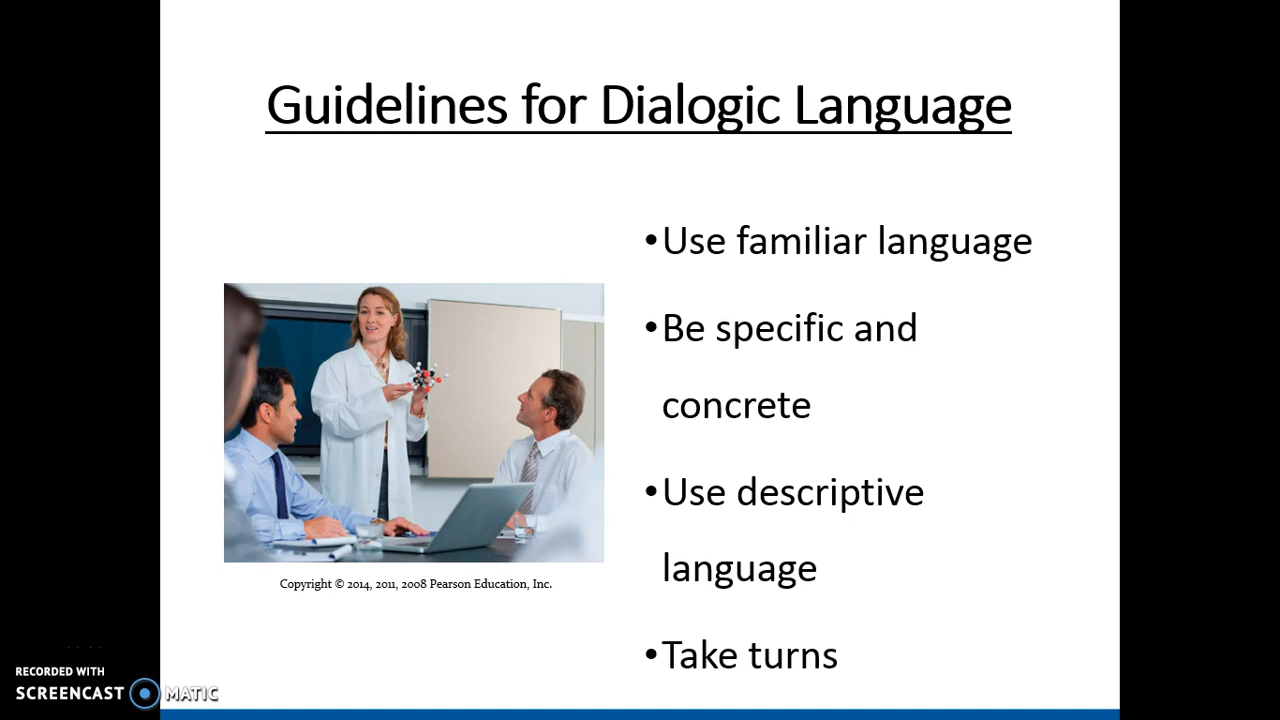 Guidelines for Dialogic Language
•Use familiar language
•Be specific and
concrete
•Use descriptive
language
•Take turns
Copyright © 2014, 2011, 2008 Pearson Education, Inc.
RECORDED WITH
SCREENCAST MATIC